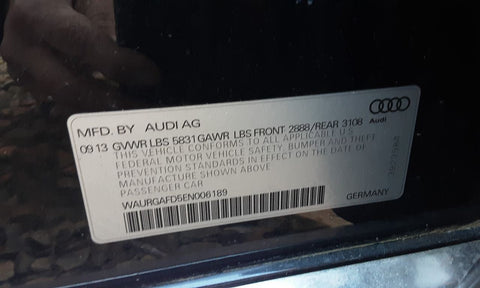 MFD. BY AUDI AG
09 13 GVWR LBS 5831 GAWR LBS FRONT 2888/REAR 3108
THIS VEHICLE CONFORMS TO ALL APPLICABLE U.S.
FEDERAL MOTOR VEHICLE SAFETY, BUMPER AND THEFT
PREVENTION STANDARDS IN EFFECT ON THE DATE OF
MANUFACTURE SHOWN ABOVE
PASSENGER CAR
WAURGAFD5EN006189
Audi
GERMANY